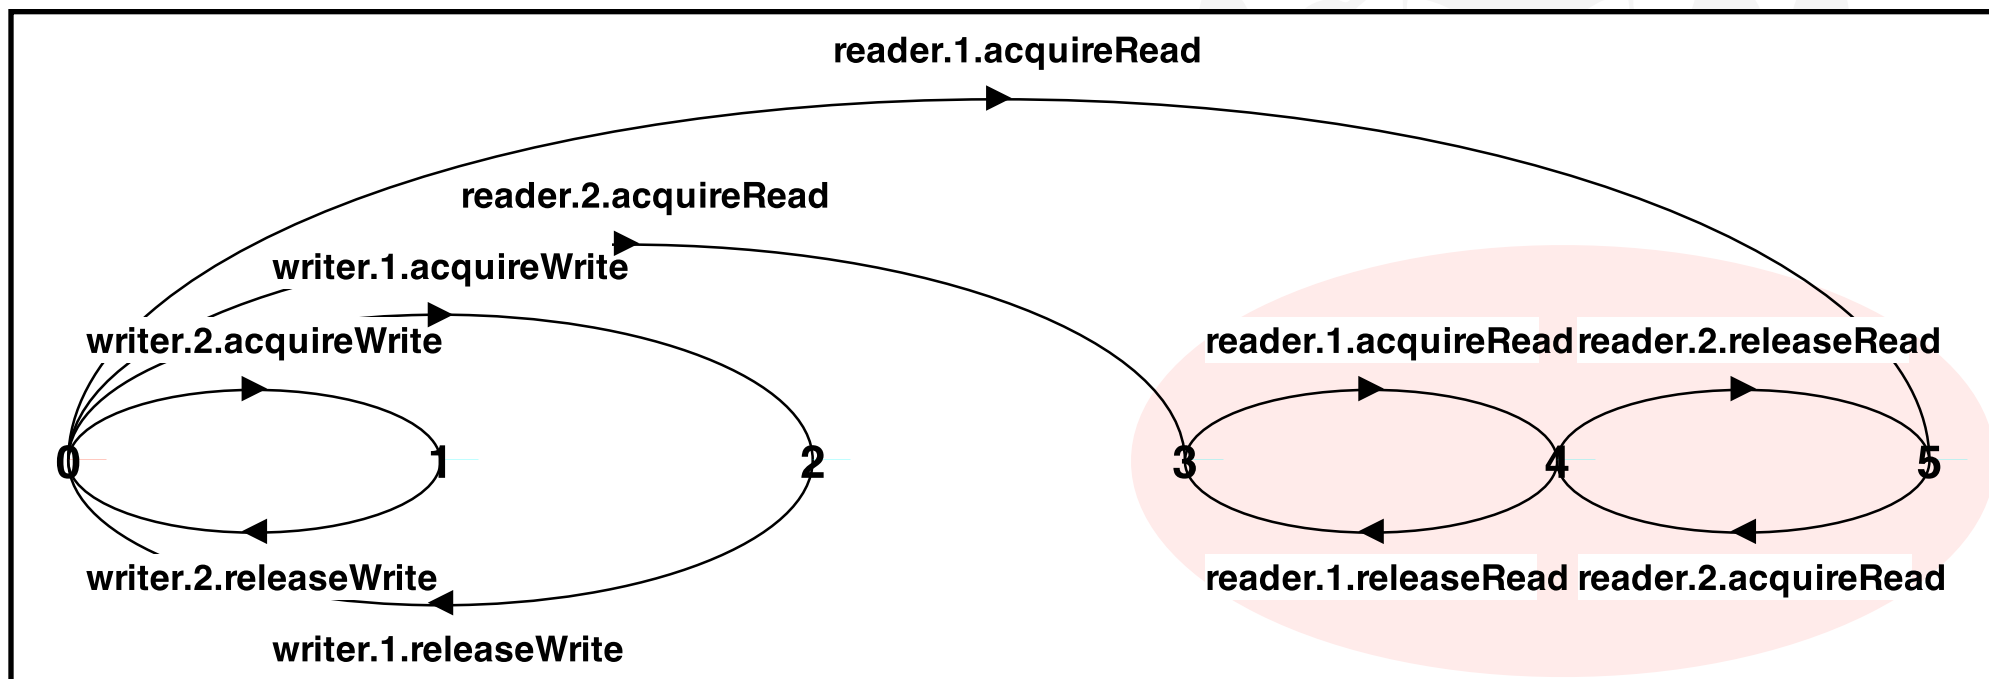 reader.1.acquireRead
reader.2.acquireRead
writer.1.acquireWrite
writer.2.acquireWrite
reader.1.acquireRead reader.2.releaseRead
0 1 2 3 4 5
writer.2.releaseWrite
reader.1.releaseRead reader.2.acquireRead
writer.1.releaseWrite